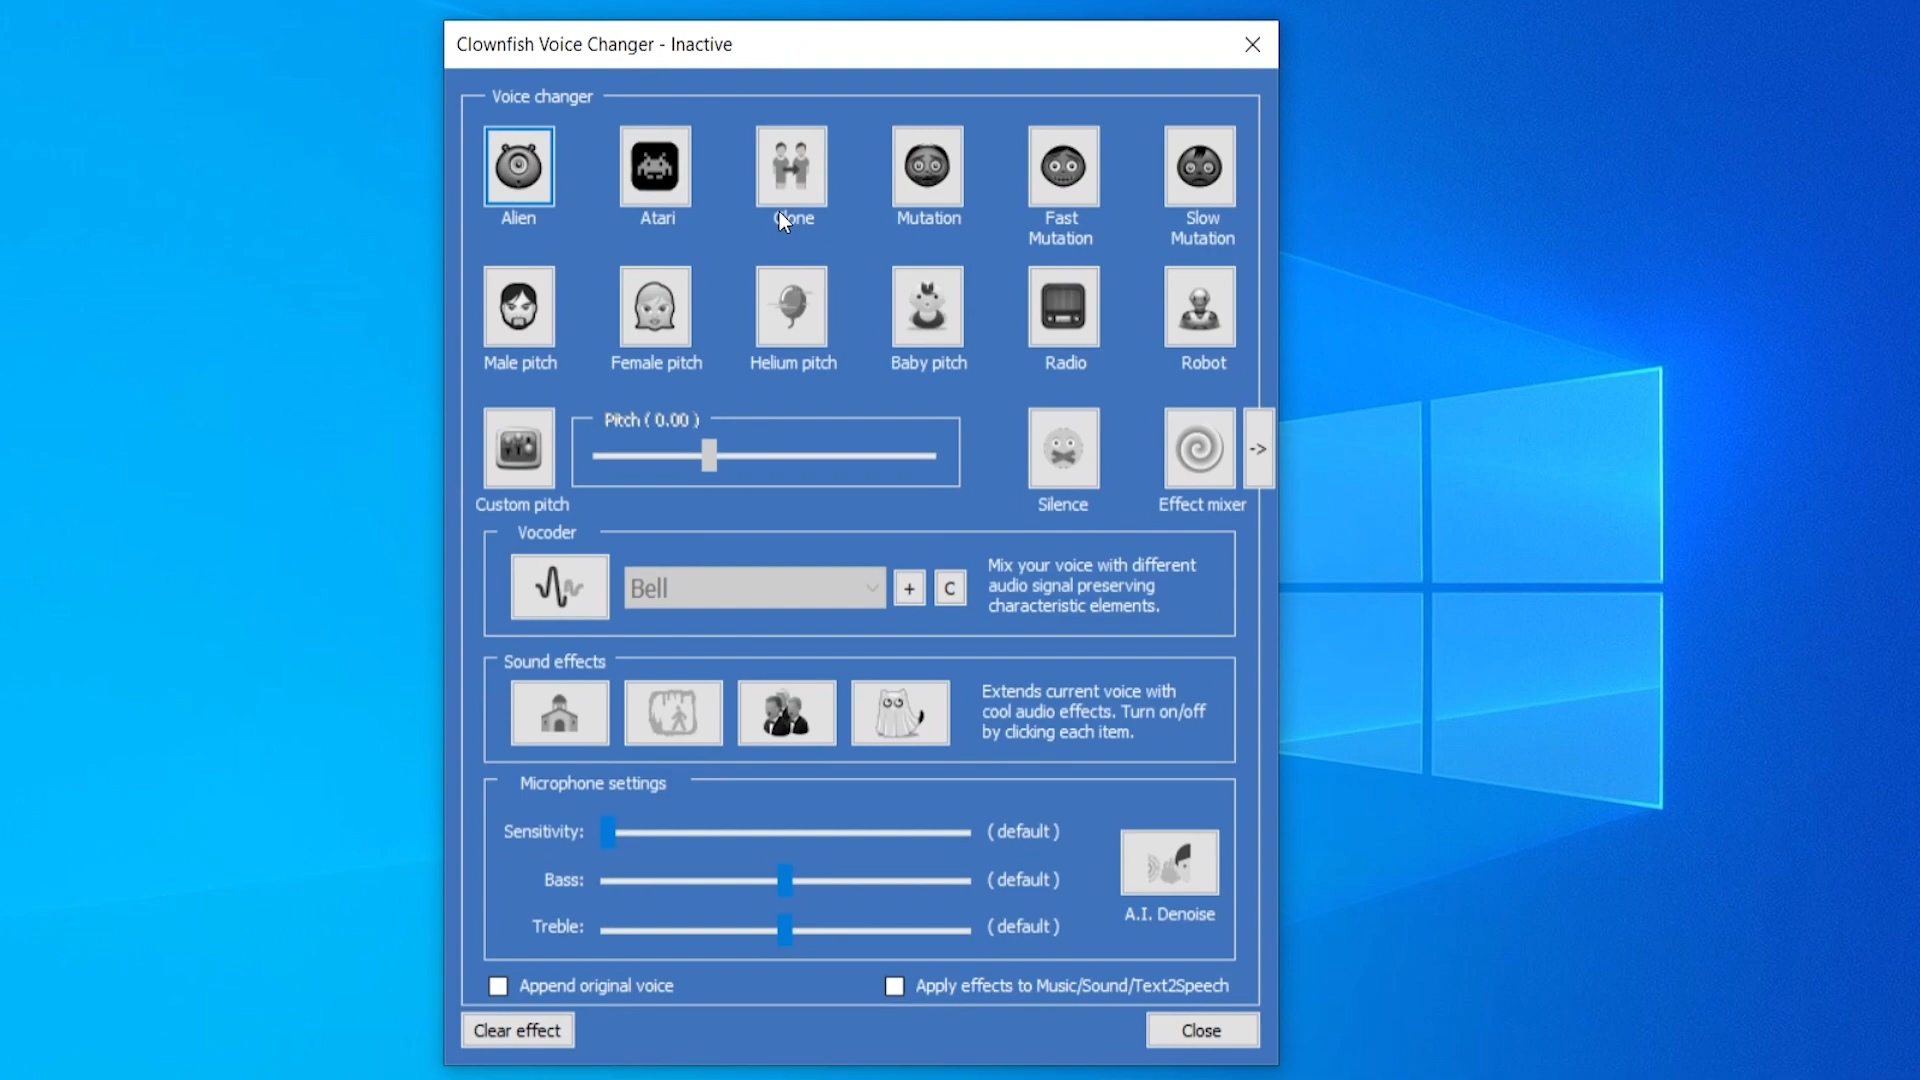 Clownfish Voice Changer - Inactive
Voice changer
Alien
Atari
Clone
Mutation
Fast
Mutation
Slow
Mutation
Male pitch
Female pitch
Helium pitch
Baby pitch
Radio
Robot
Pitch ( 0.00 )
->
Custom pitch
Silence
Effect mixer
Vocoder
Bell
+
C
Mix your voice with different
audio signal preserving
characteristic elements.
Sound effects
Extends current voice with
cool audio effects. Turn on/off
by clicking each item.
Microphone settings
Sensitivity:
( default )
Bass:
( default )
Treble:
( default )
A.I. Denoise
Append original voice
Apply effects to Music/Sound/Text2Speech
Clear effect
Close